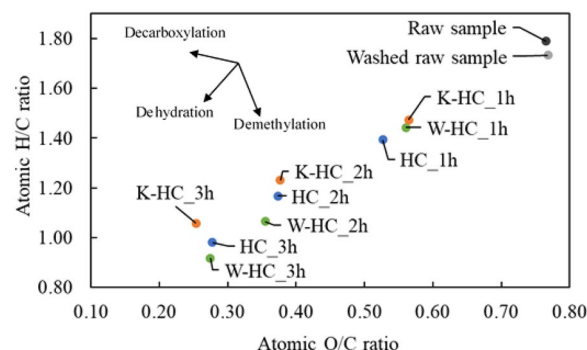 1.80
1.60
1.40
1.20
1.00
0.80
Atomic H/C ratio
Decarboxylation
Dehydration
Demethylation
Raw sample
Washed raw sample
K-HC_1h
W-HC_1h
HC_1h
K-HC_2h
HC_2h
W-HC_2h
K-HC_3h
HC_3h
W-HC_3h
0.10 0.20 0.30 0.40 0.50 0.60 0.70 0.80
Atomic O/C ratio